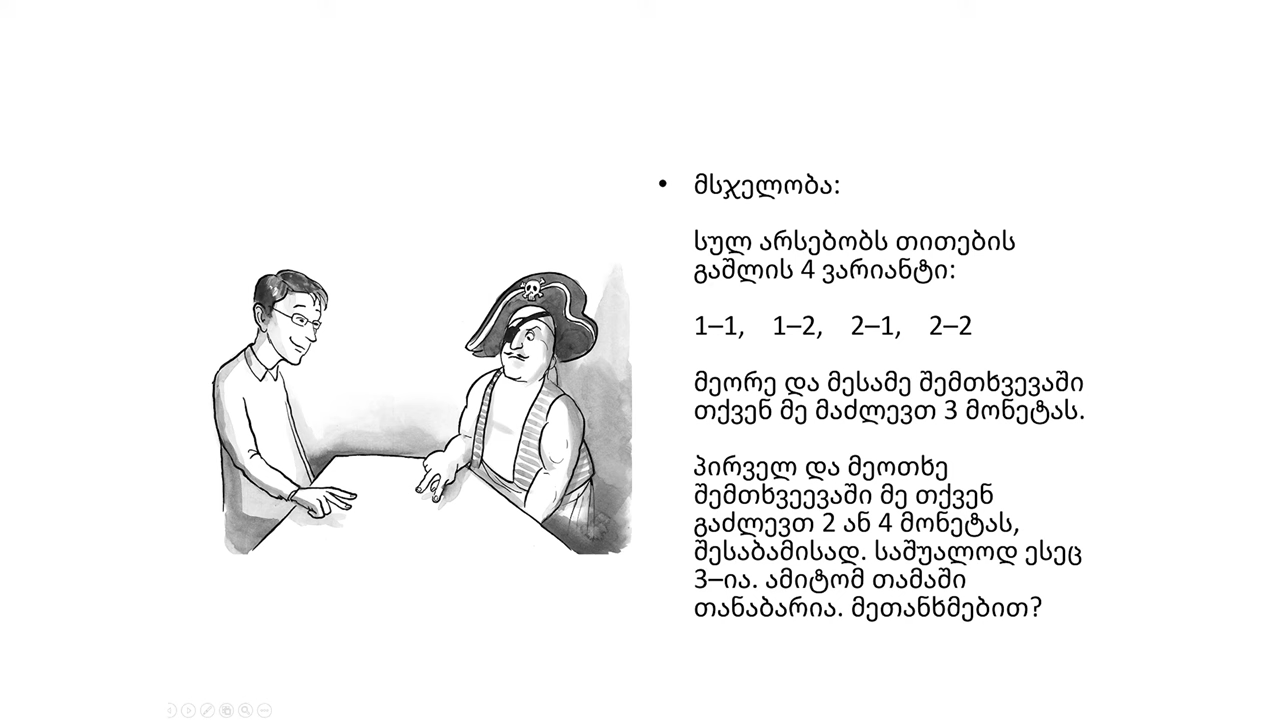 • მსჯელობა:
სულ არსებობს თითების
გაშლის 4 ვარიანტი:
1–1, 1–2, 2–1, 2–2
მეორე და მესამე შემთხვევაში
თქვენ მე მაძლევთ 3 მონეტას.
პირველ და მეოთხე
შემთხვეევაში მე თქვენ
გაძლევთ 2 ან 4 მონეტას,
შესაბამისად. საშუალოდ ესეც
3–ია. ამიტომ თამაში
თანაბარია. მეთანხმებით?